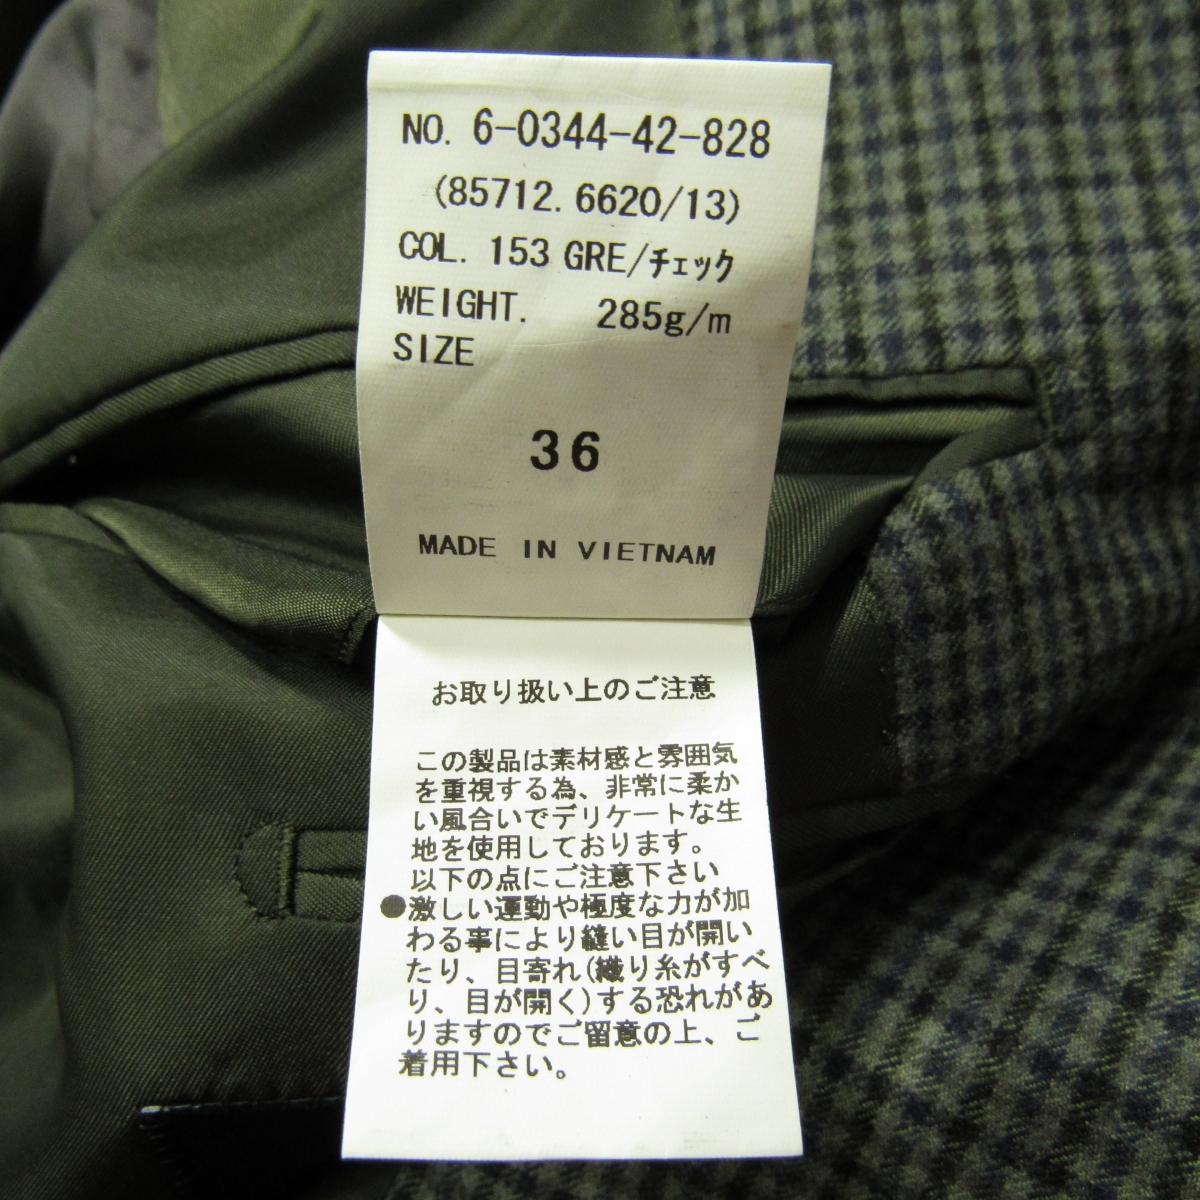 NO. 6-0344-42-828
(85712. 6620/13)
COL. 153 GRE/チェック
WEIGHT. 285g/m
SIZE
36
MADE IN VIETNAM
お取り扱い上のご注意
この製品は素材感と雰囲気
を重視する為、非常に柔か
い風合いでデリケートな生
地を使用しております。
以下の点にご注意下さい
●激しい運動や極度な力が加
わる事により縫い目が開い
たり、目寄れ(織り糸がすべ
り、目が開く)する恐れがあ
りますのでご留意の上、ご
着用下さい。